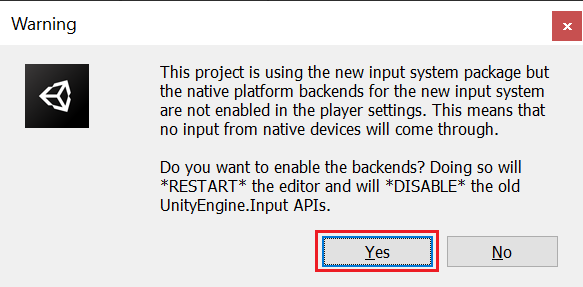 Warning
This project is using the new input system package but
the native platform backends for the new input system
are not enabled in the player settings. This means that
no input from native devices will come through.
Do you want to enable the backends? Doing so will
*RESTART* the editor and will *DISABLE* the old
UnityEngine.Input APIs.
Yes
No